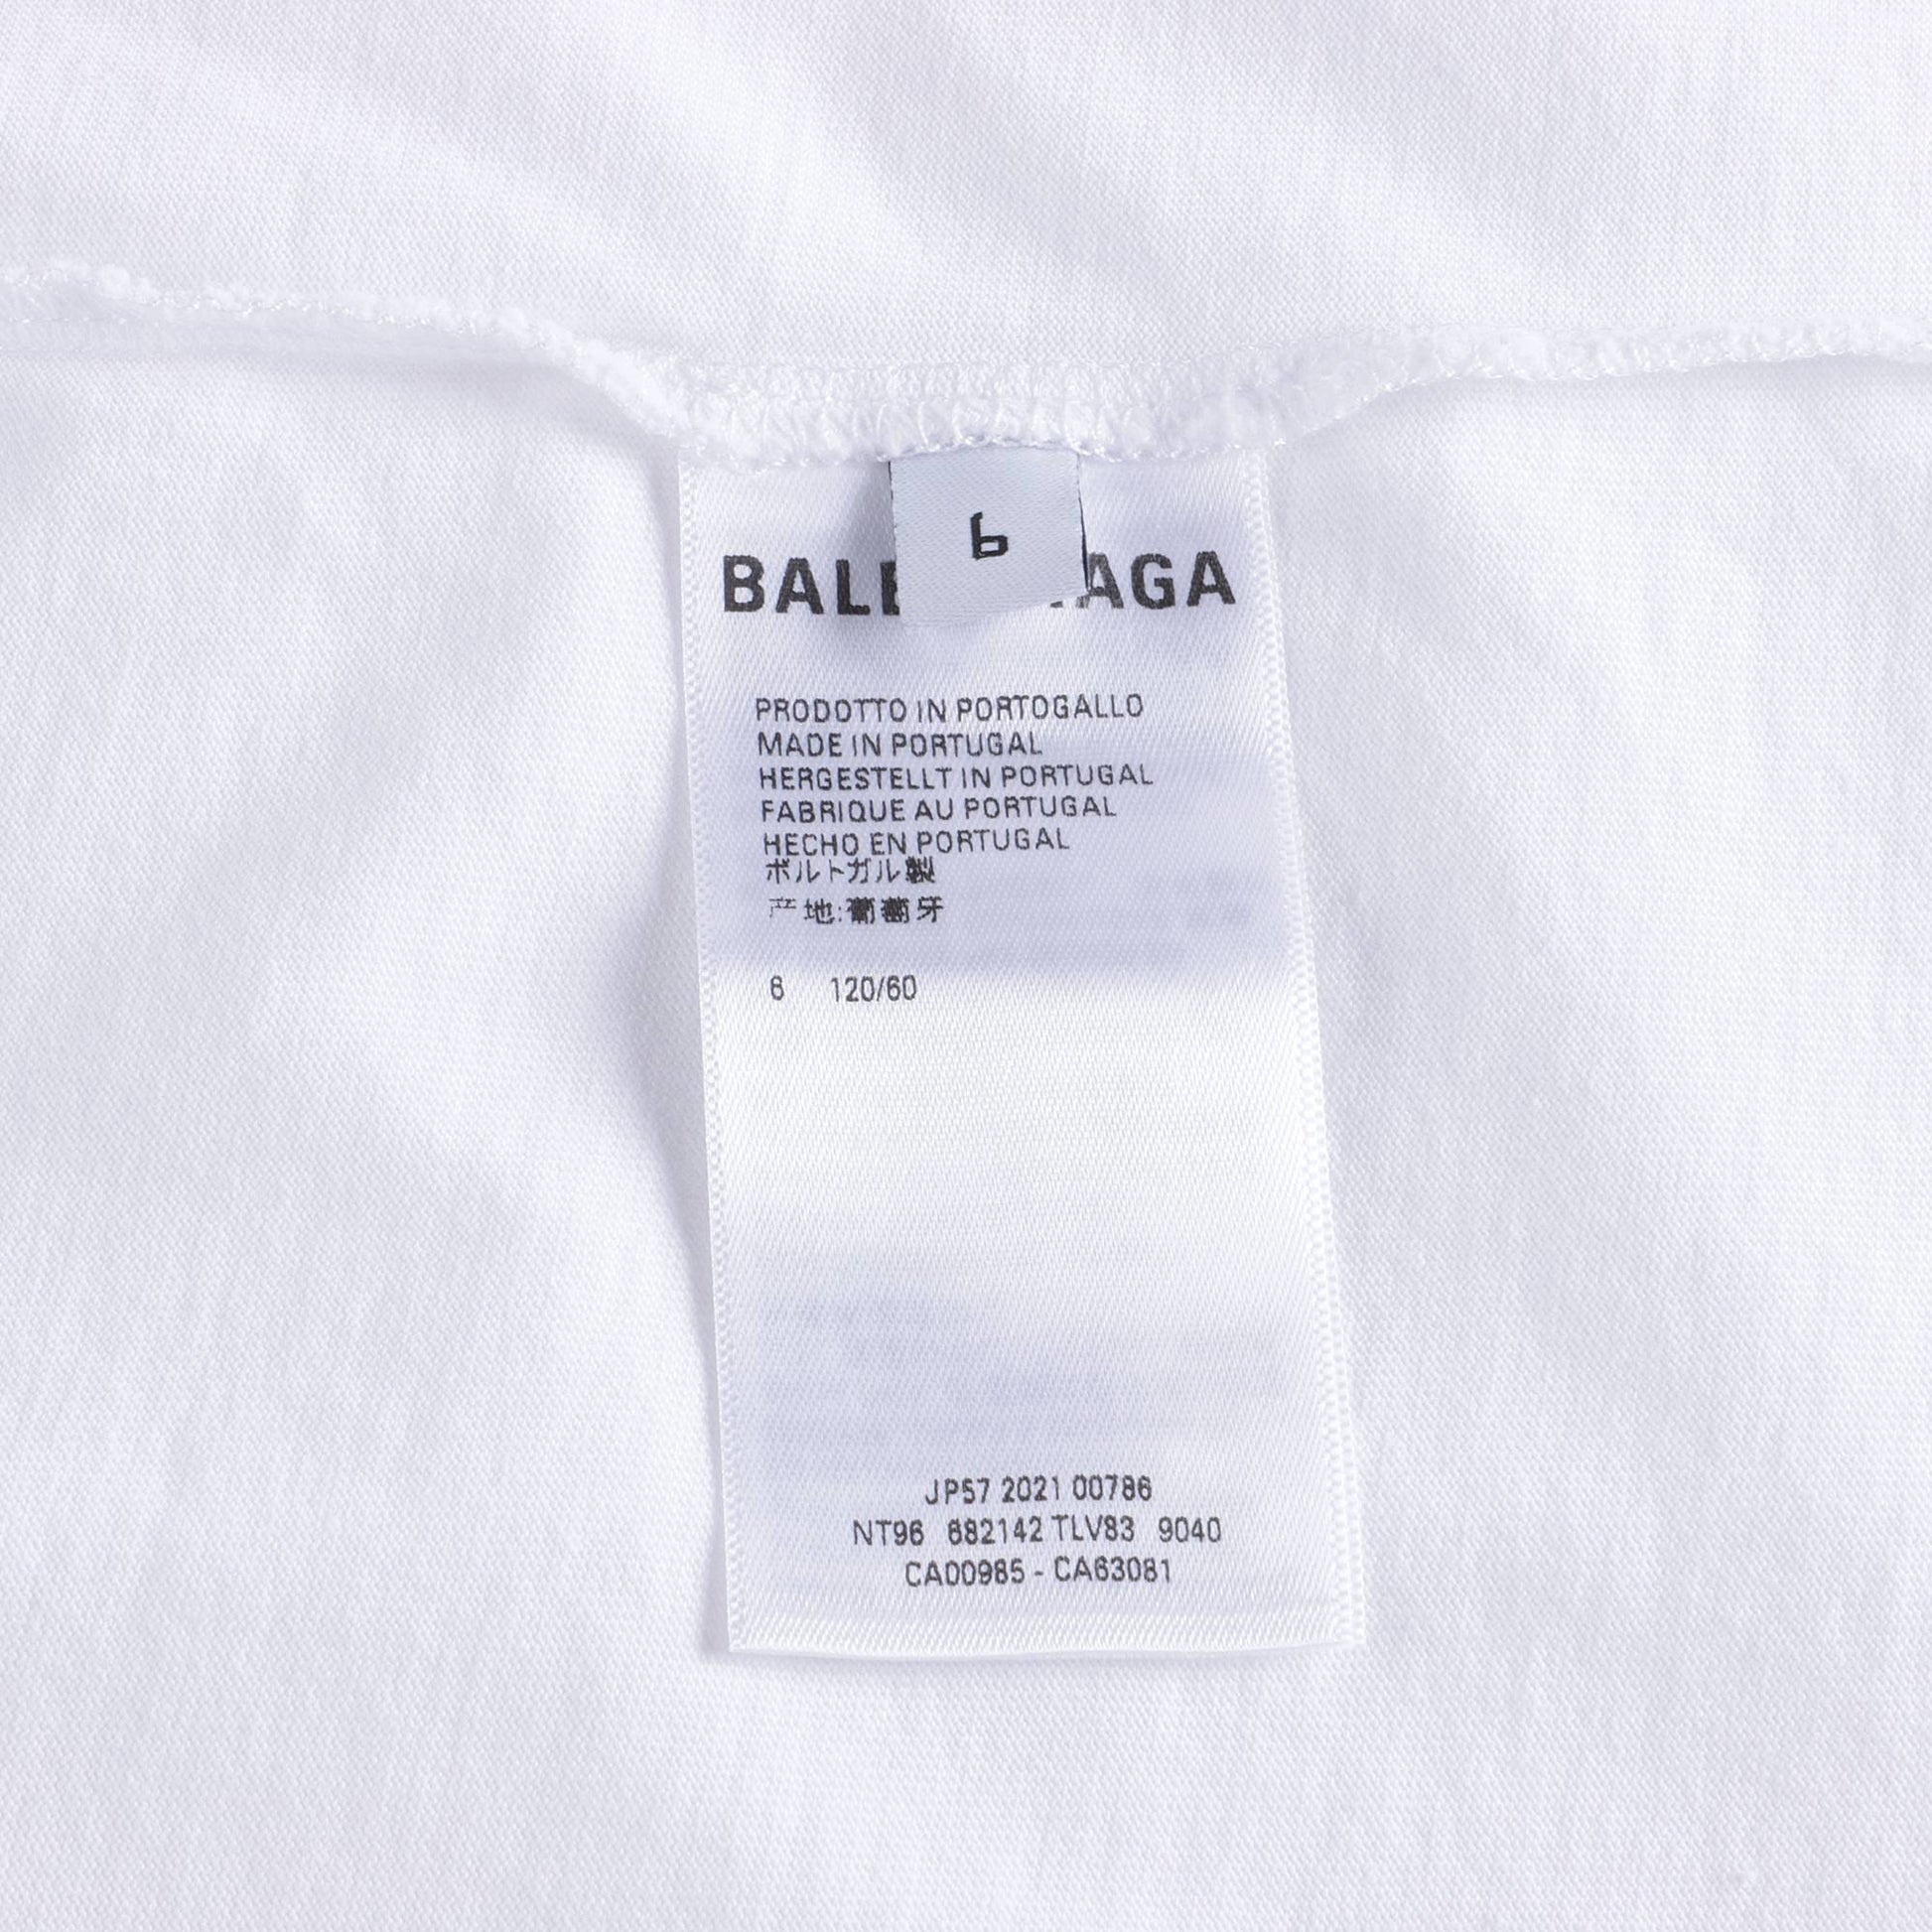 6
BALE AGA
PRODOTTO IN PORTOGALLO
MADE IN PORTUGAL
HERGESTELLT IN PORTUGAL
FABRIQUE AU PORTUGAL
HECHO EN PORTUGAL
ポルトガル製
产地:葡萄牙
6 120/60
JP57 2021 00786
NT96 682142 TLV83 9040
CA00985 - CA63081